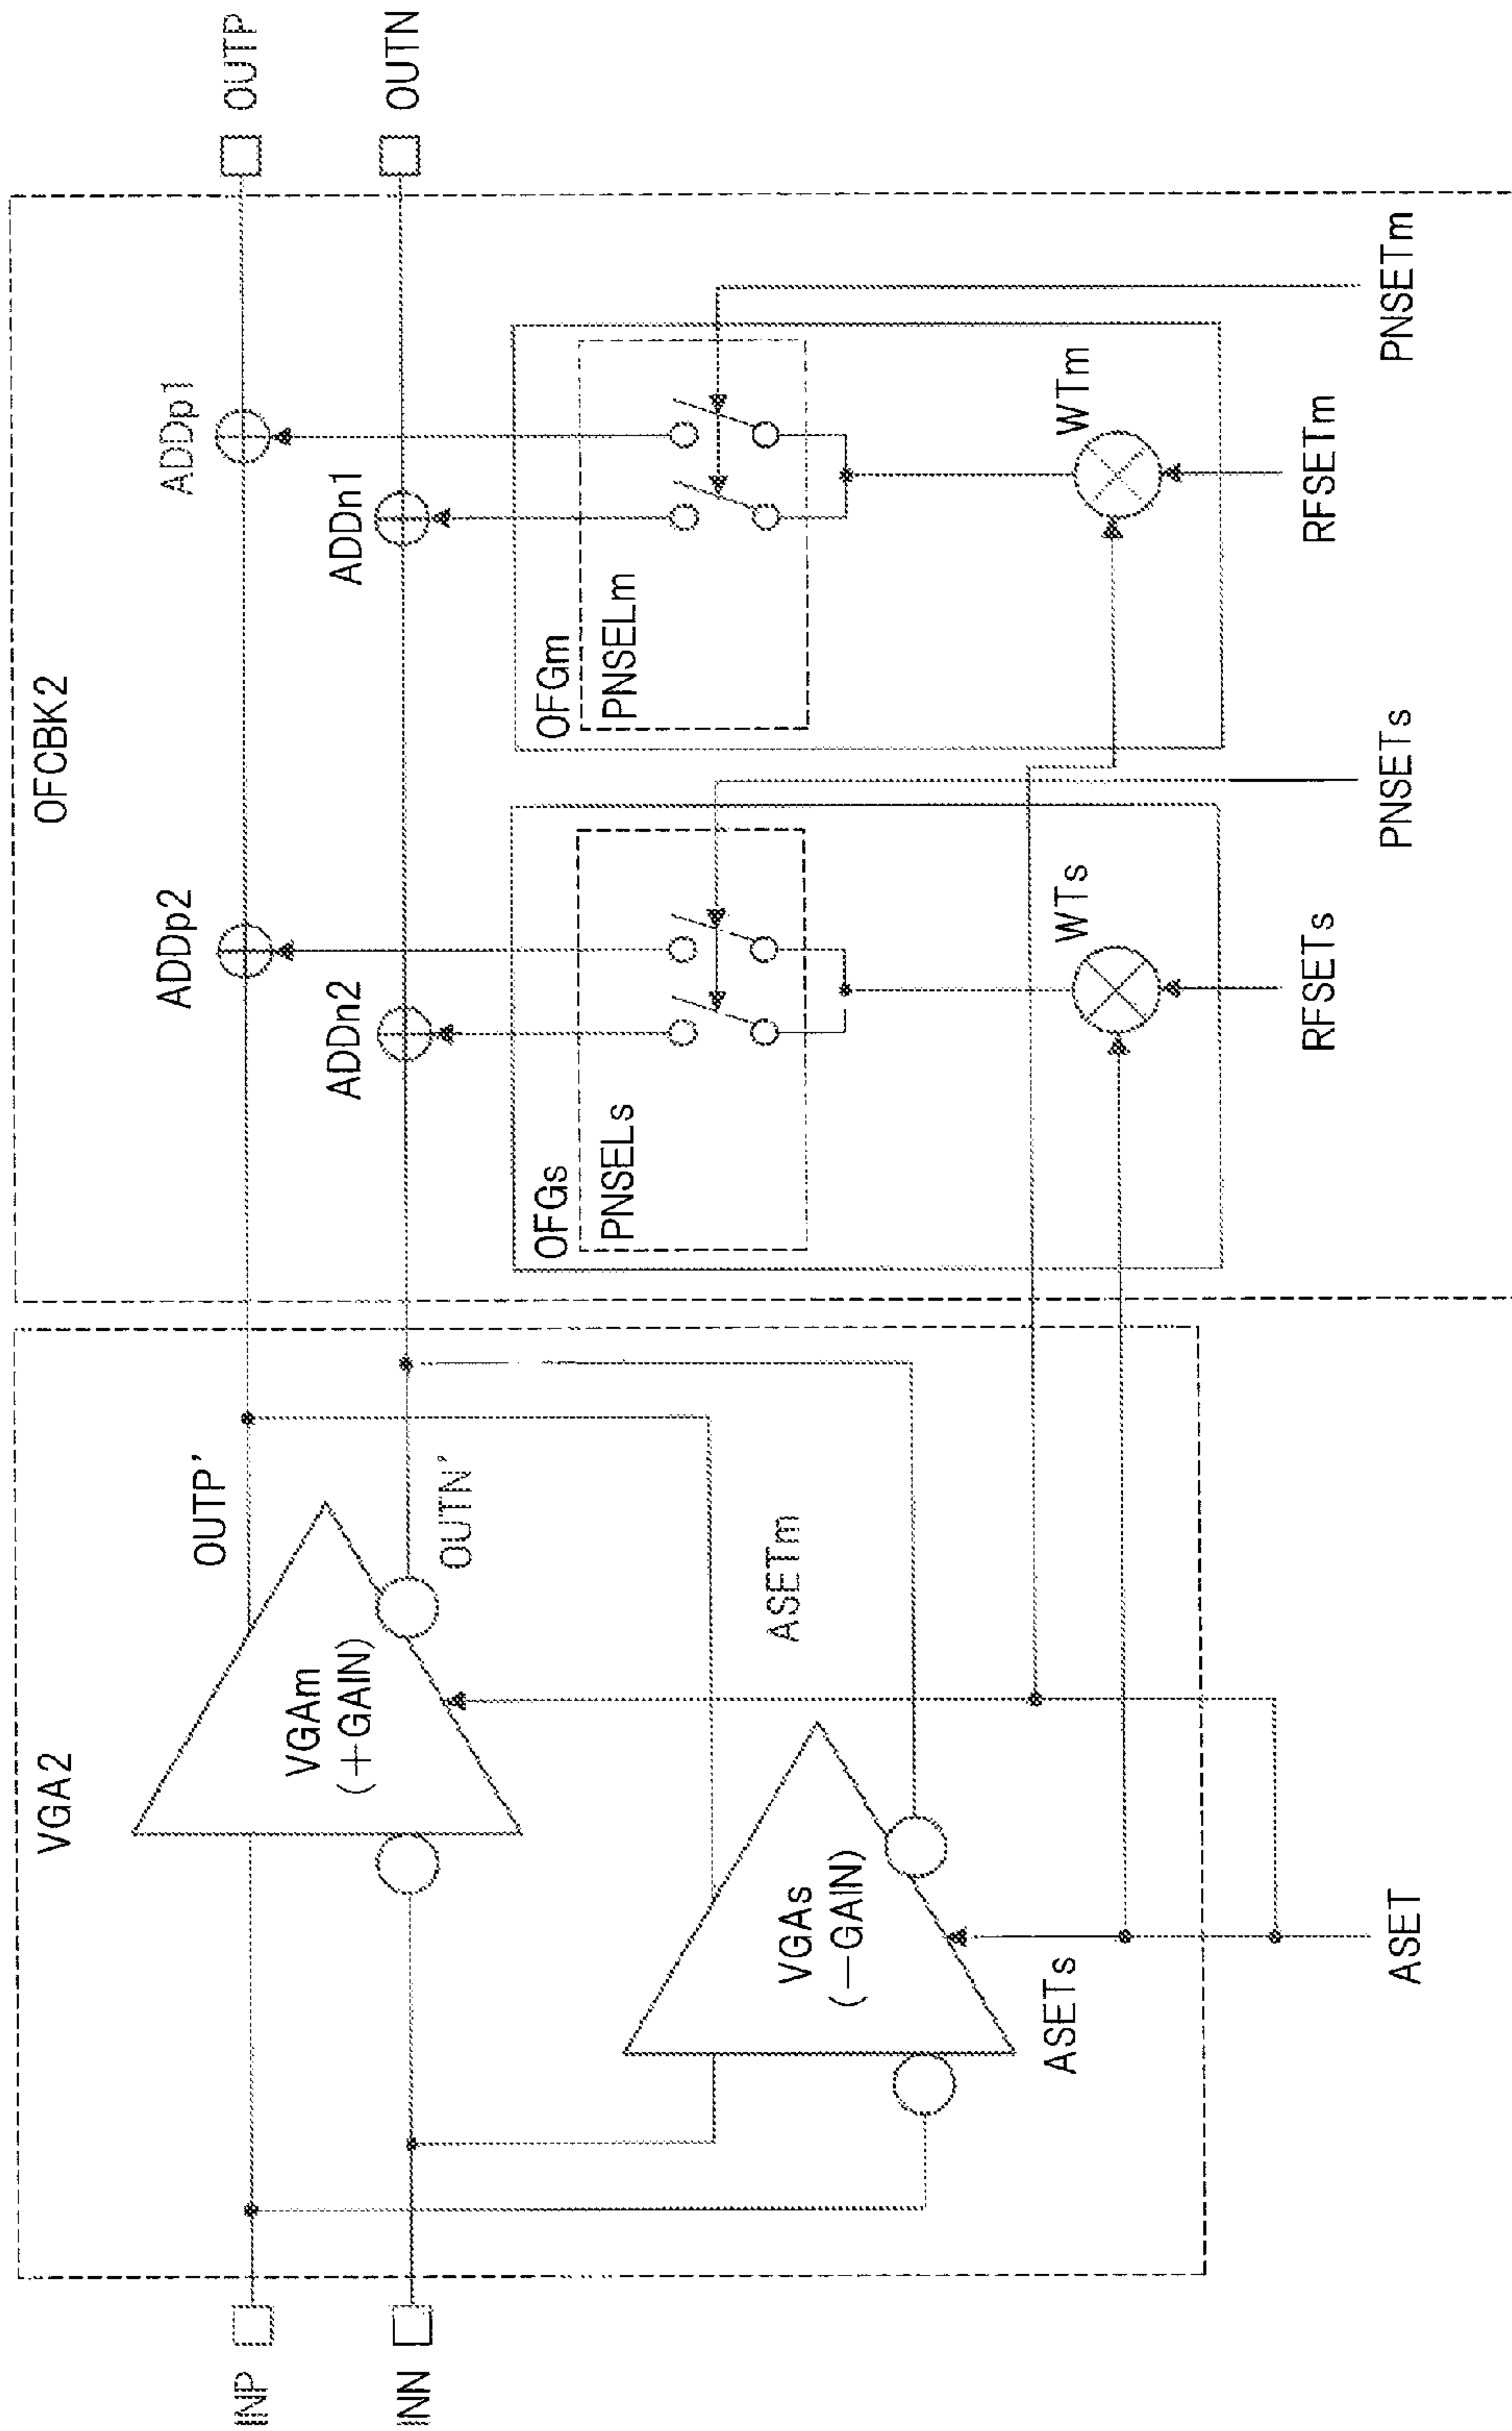 VGA2
OFCBK2
INP
INN
VGAm
(+GAIN)
OUTP'
OUTN'
VGAs
(−GAIN)
ASETm
ASETs
ASET
ADDp2
ADDn2
ADDp1
ADDn1
OUTP
OUTN
OFGs
PNSELs
WTs
RFSETs
PNSETs
OFGm
PNSELm
WTm
RFSETm
PNSETm